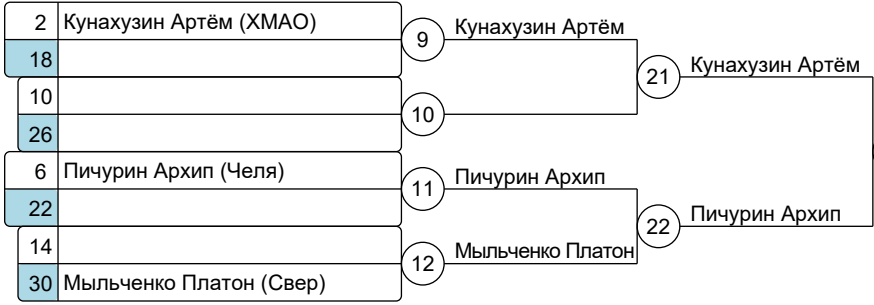 2 Кунахузин Артём (ХМАО)
18
9 Кунахузин Артём
10
26
10
21 Кунахузин Артём
6 Пичурин Архип (Челя)
22
11 Пичурин Архип
14
30 Мыльченко Платон (Свер)
12 Мыльченко Платон
22 Пичурин Архип